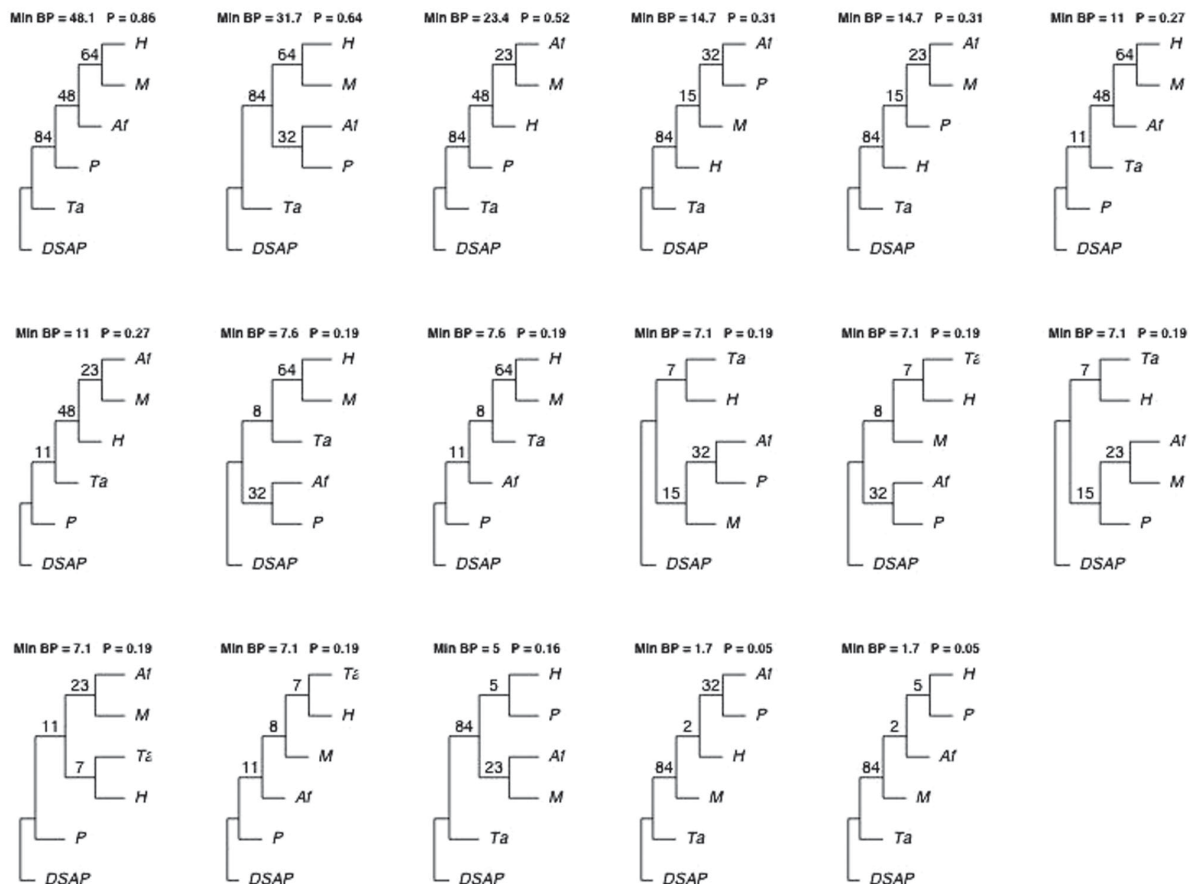 Min BP = 48.1 P = 0.86
H
64
M
48
Af
84
P
Ta
DSAP
Min BP = 31.7 P = 0.64
H
64
M
84
Af
32
P
Ta
DSAP
Min BP = 23.4 P = 0.52
Af
23
M
48
H
84
P
Ta
DSAP
Min BP = 14.7 P = 0.31
Af
32
P
15
M
84
H
Ta
DSAP
Min BP = 14.7 P = 0.31
Af
23
M
15
P
84
H
Ta
DSAP
Min BP = 11 P = 0.27
H
64
M
48
Af
11
Ta
P
DSAP
Min BP = 11 P = 0.27
Af
23
M
48
H
11
Ta
P
DSAP
Min BP = 7.6 P = 0.19
H
64
M
8
Ta
Af
32
P
DSAP
Min BP = 7.6 P = 0.19
H
64
M
8
Ta
11
Af
P
DSAP
Min BP = 7.1 P = 0.19
Ta
7
H
Af
32
P
15
M
DSAP
Min BP = 7.1 P = 0.19
Ta
7
H
8
M
Af
32
P
DSAP
Min BP = 7.1 P = 0.19
Ta
7
H
Af
23
M
15
P
DSAP
Min BP = 7.1 P = 0.19
Af
23
M
11
Ta
7
H
P
DSAP
Min BP = 7.1 P = 0.19
Ta
7
H
8
M
11
Af
P
DSAP
Min BP = 5 P = 0.16
H
5
P
84
Af
23
M
Ta
DSAP
Min BP = 1.7 P = 0.05
Af
32
P
2
H
84
M
Ta
DSAP
Min BP = 1.7 P = 0.05
H
5
P
2
Af
84
M
Ta
DSAP